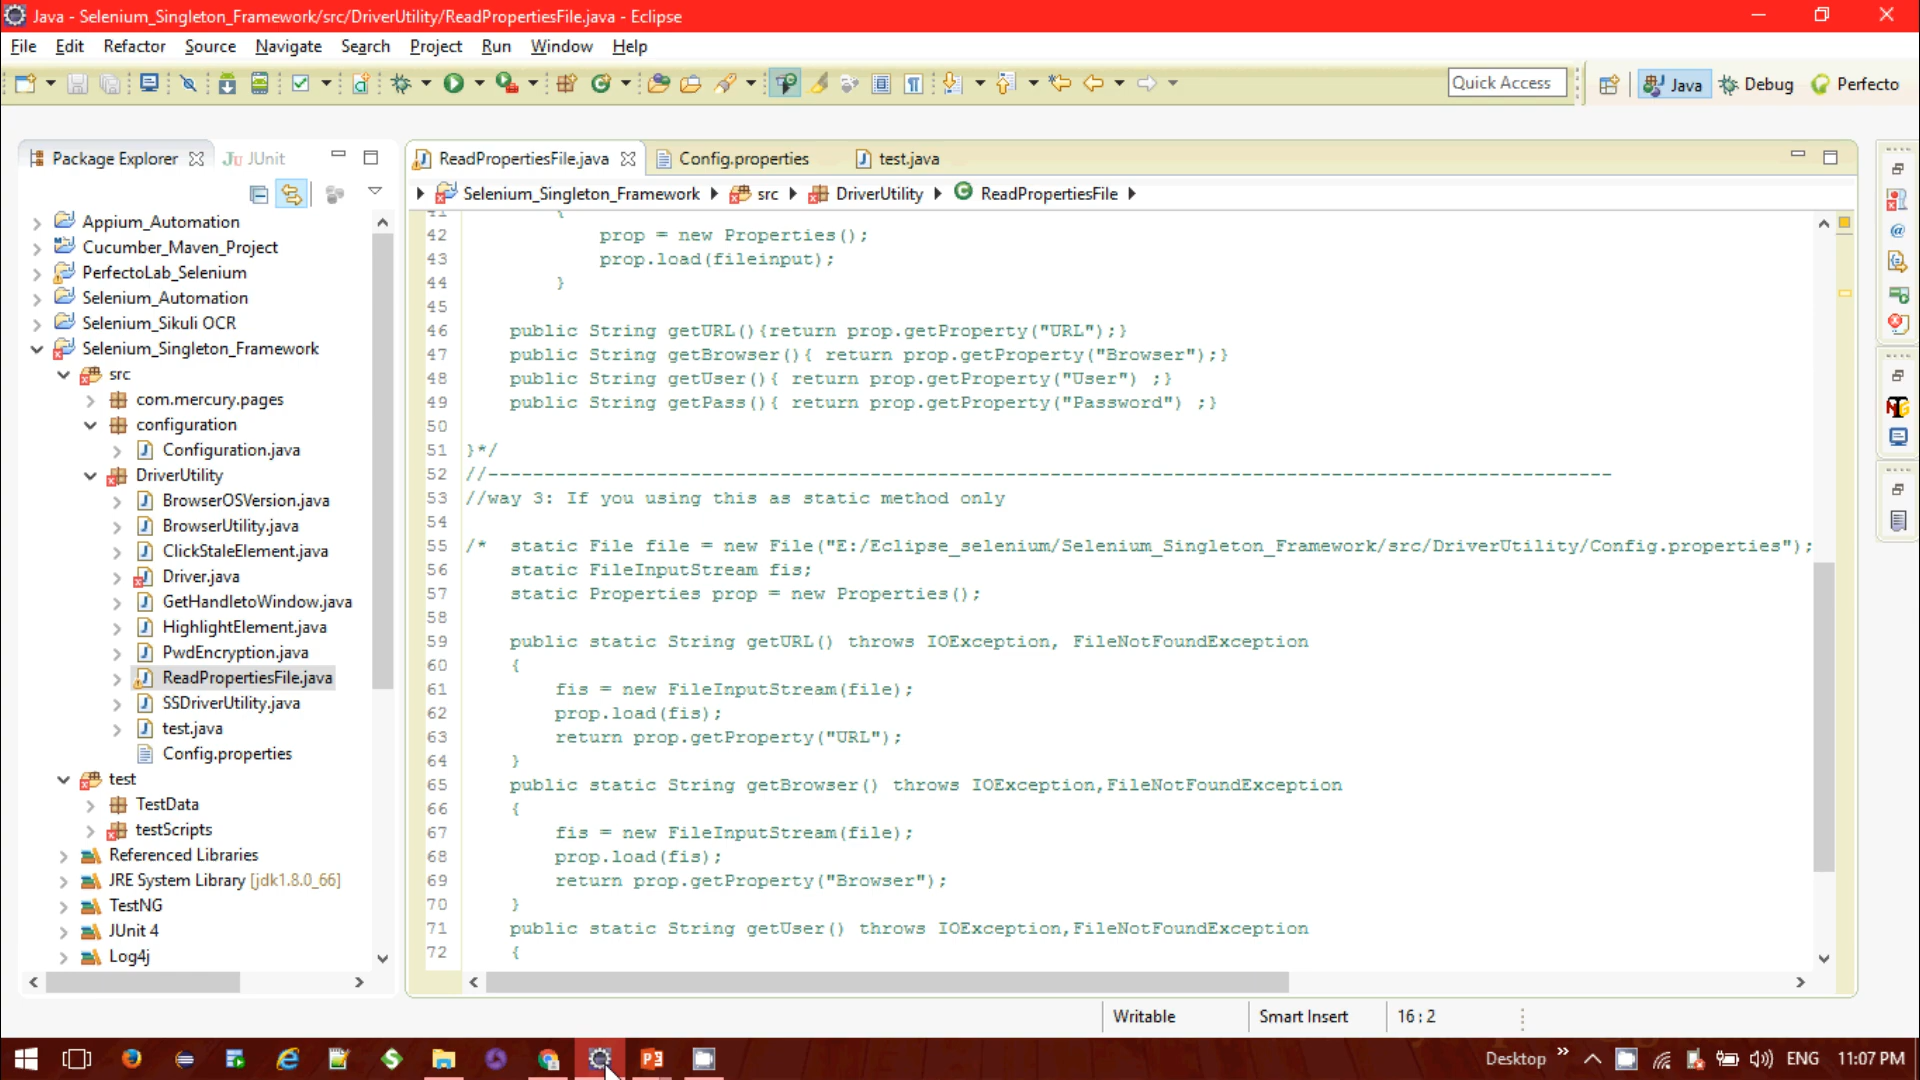 Java - Selenium_Singleton_Framework/src/DriverUtility/ReadPropertiesFile.java - Eclipse
File Edit Refactor Source Navigate Search Project Run Window Help
Quick Access Java Debug Perfecto
Package Explorer JUnit
ReadPropertiesFile.java Config.properties test.java
Selenium_Singleton_Framework src DriverUtility ReadPropertiesFile
Appium_Automation
Cucumber_Maven_Project
PerfectoLab_Selenium
Selenium_Automation
Selenium_Sikuli OCR
Selenium_Singleton_Framework
src
com.mercury.pages
configuration
Configuration.java
DriverUtility
BrowserOSVersion.java
BrowserUtility.java
ClickStaleElement.java
Driver.java
GetHandletoWindow.java
HighlightElement.java
PwdEncryption.java
ReadPropertiesFile.java
SSDriverUtility.java
test.java
Config.properties
test
TestData
testScripts
Referenced Libraries
JRE System Library [jdk1.8.0_66]
TestNG
JUnit 4
Log4j
41 {
42 prop = new Properties();
43 prop.load(fileinput);
44 }
45
46 public String getURL(){return prop.getProperty("URL");}
47 public String getBrowser(){ return prop.getProperty("Browser");}
48 public String getUser(){ return prop.getProperty("User") ;}
49 public String getPass(){ return prop.getProperty("Password") ;}
50
51 }*/
52 //----------------------------------------------------------------------------------------------------
53 //way 3: If you using this as static method only
54
55 /* static File file = new File("E:/Eclipse_selenium/Selenium_Singleton_Framework/src/DriverUtility/Config.properties");
56 static FileInputStream fis;
57 static Properties prop = new Properties();
58
59 public static String getURL() throws IOException, FileNotFoundException
60 {
61 fis = new FileInputStream(file);
62 prop.load(fis);
63 return prop.getProperty("URL");
64 }
65 public static String getBrowser() throws IOException,FileNotFoundException
66 {
67 fis = new FileInputStream(file);
68 prop.load(fis);
69 return prop.getProperty("Browser");
70 }
71 public static String getUser() throws IOException,FileNotFoundException
72 {
Writable Smart Insert 16 : 2
Desktop ENG 11:07 PM